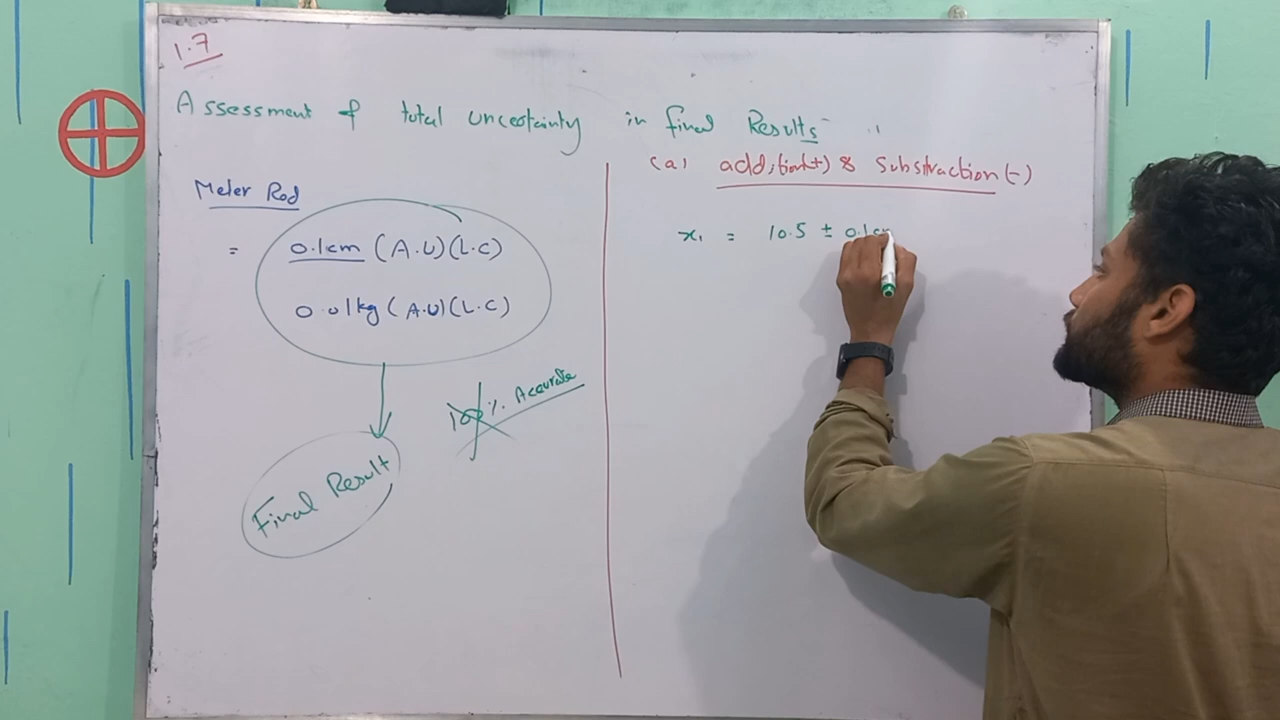 1.7
Assessment of total uncertainty in final Results
Meter Rod
= 0.1cm (A.U)(L.C)
0.01kg (A.U)(L.C)
100% Accurate
Final Result
(a) addition(+) & Substraction(-)
x₁ = 10.5 ± 0.1cm